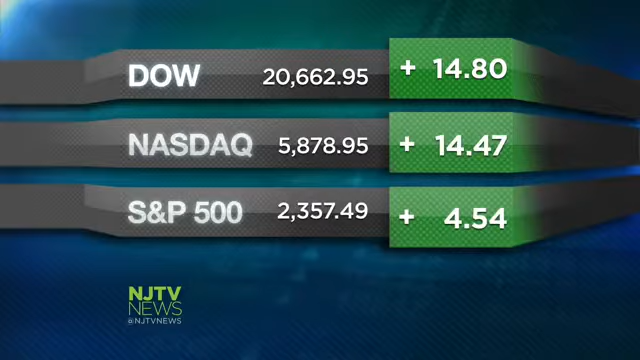 DOW 20,662.95 + 14.80
NASDAQ 5,878.95 + 14.47
S&P 500 2,357.49 + 4.54
NJTV
NEWS
@NJTVNEWS